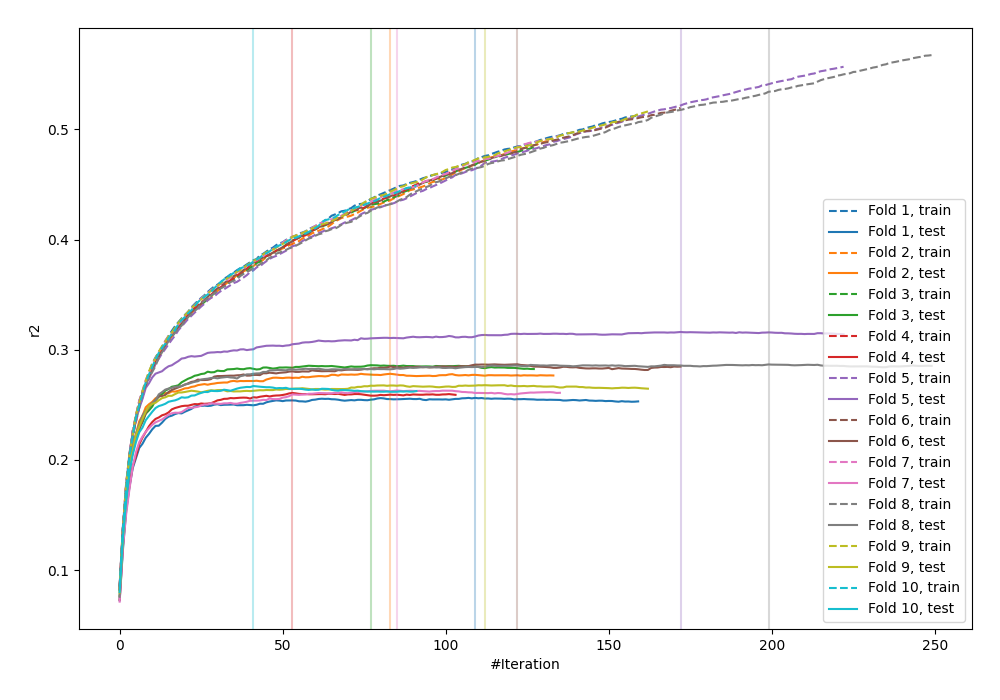 0.5
0.4
0.3
0.2
0.1
r2
0
50
100
150
200
250
#Iteration
Fold 1, train
Fold 1, test
Fold 2, train
Fold 2, test
Fold 3, train
Fold 3, test
Fold 4, train
Fold 4, test
Fold 5, train
Fold 5, test
Fold 6, train
Fold 6, test
Fold 7, train
Fold 7, test
Fold 8, train
Fold 8, test
Fold 9, train
Fold 9, test
Fold 10, train
Fold 10, test